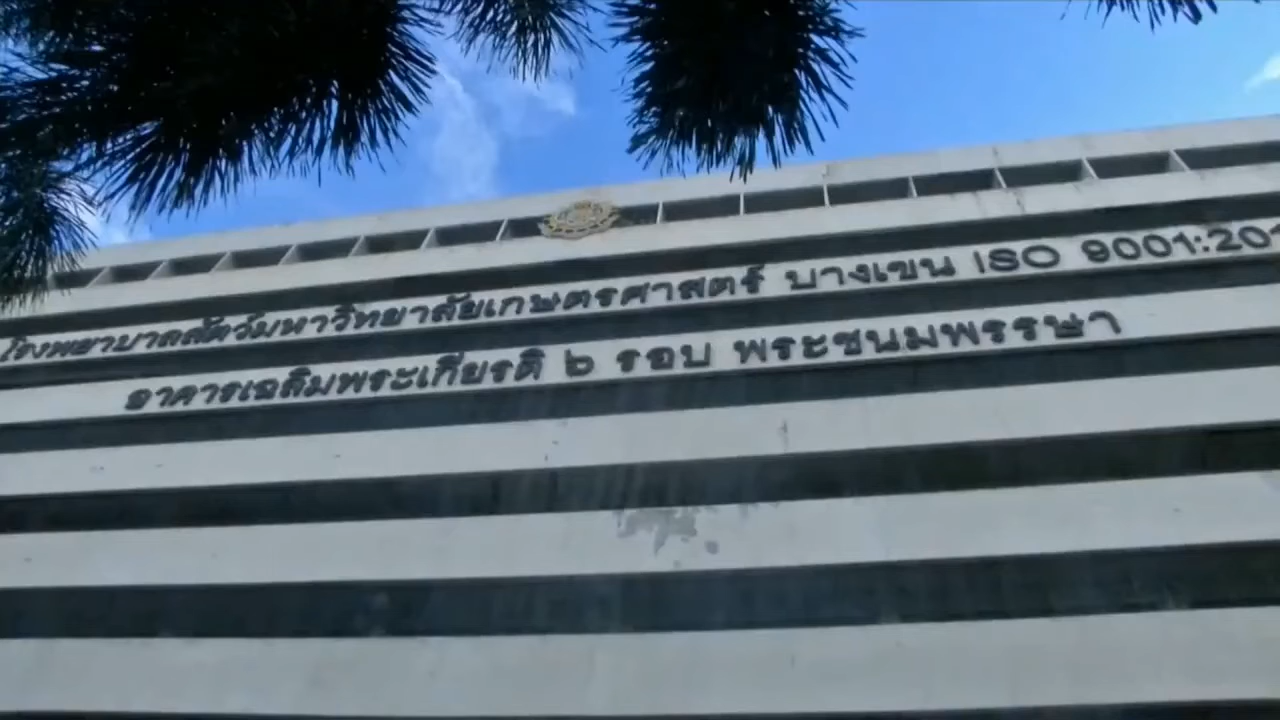 โรงพยาบาลสัตว์มหาวิทยาลัยเกษตรศาสตร์ บางเขน ISO 9001:201
อาคารเฉลิมพระเกียรติ ๖ รอบ พระชนมพรรษา